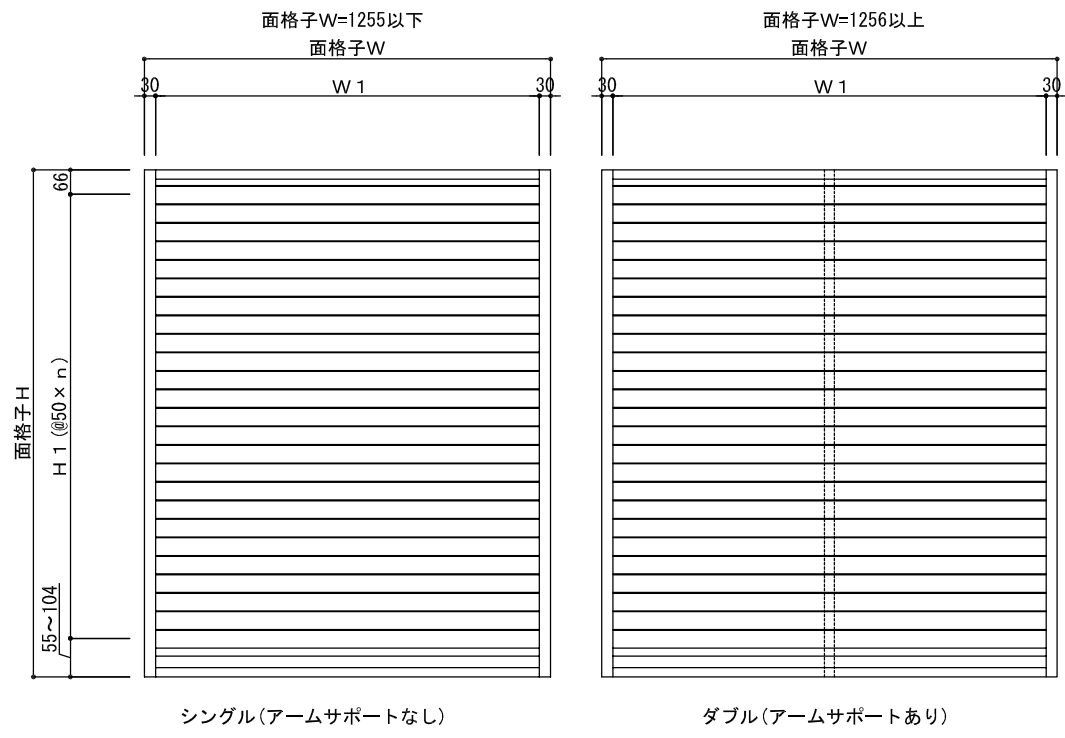 面格子W=1255以下
面格子W
30
W1
30
面格子W=1256以上
面格子W
30
W1
30
66
H1(@50×n)
面格子H
55~104
シングル(アームサポートなし)
ダブル(アームサポートあり)